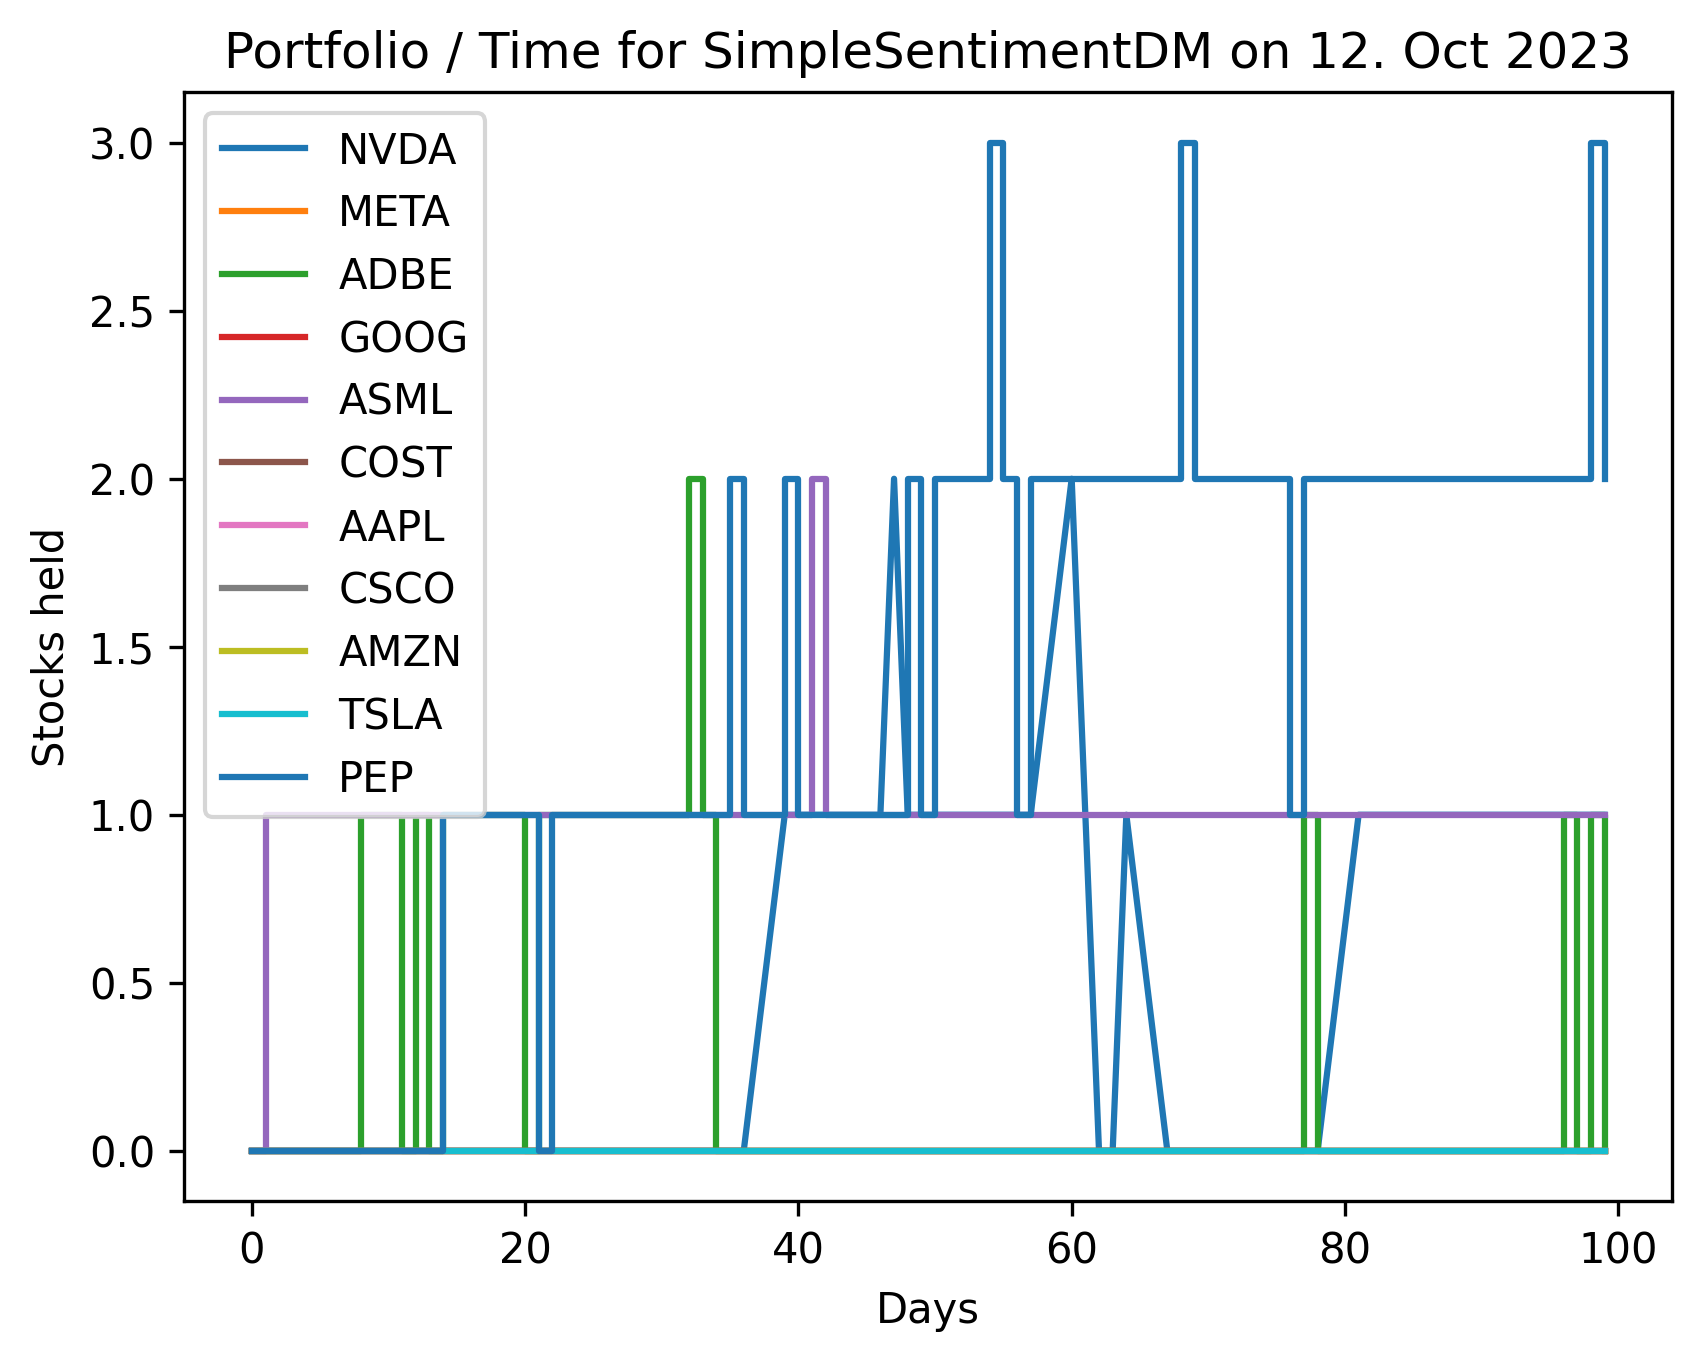 Portfolio / Time for SimpleSentimentDM on 12. Oct 2023
3.0
2.5
2.0
1.5
1.0
0.5
0.0
Stocks held
NVDA
META
ADBE
GOOG
ASML
COST
AAPL
CSCO
AMZN
TSLA
PEP
0
20
40
60
80
100
Days